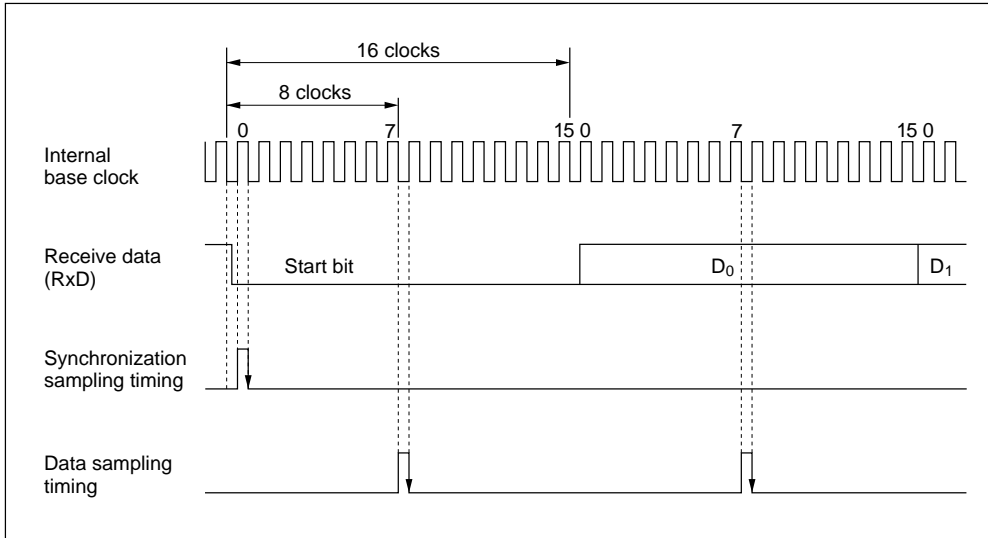 16 clocks
8 clocks
0 7 15 0 7 15 0
Internal
base clock
Receive data
(RxD)
Start bit D0 D1
Synchronization
sampling timing
Data sampling
timing